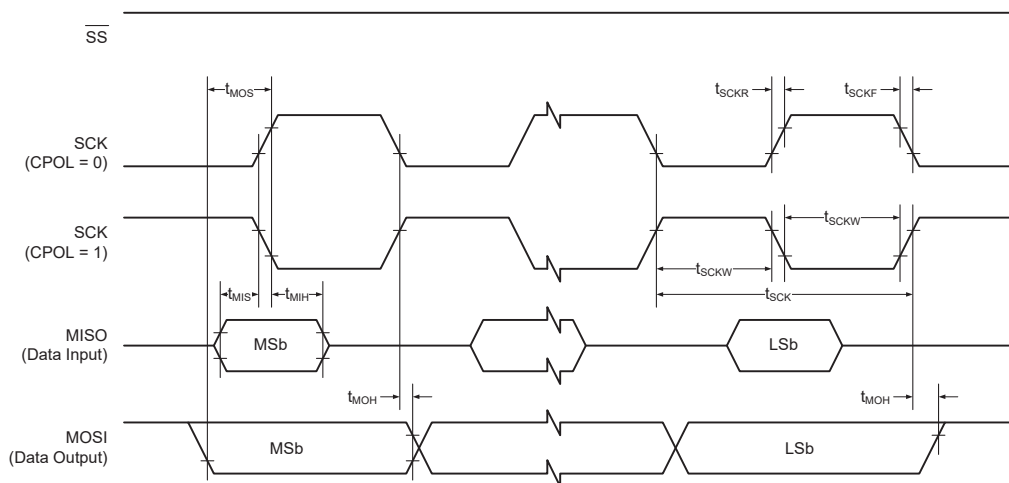 SS
tMOS
tSCKR
tSCKF
SCK
(CPOL = 0)
SCK
(CPOL = 1)
tSCKW
tSCKW
tMIS
tMIH
tSCK
MISO
(Data Input)
MSb
LSb
tMOH
tMOH
MOSI
(Data Output)
MSb
LSb